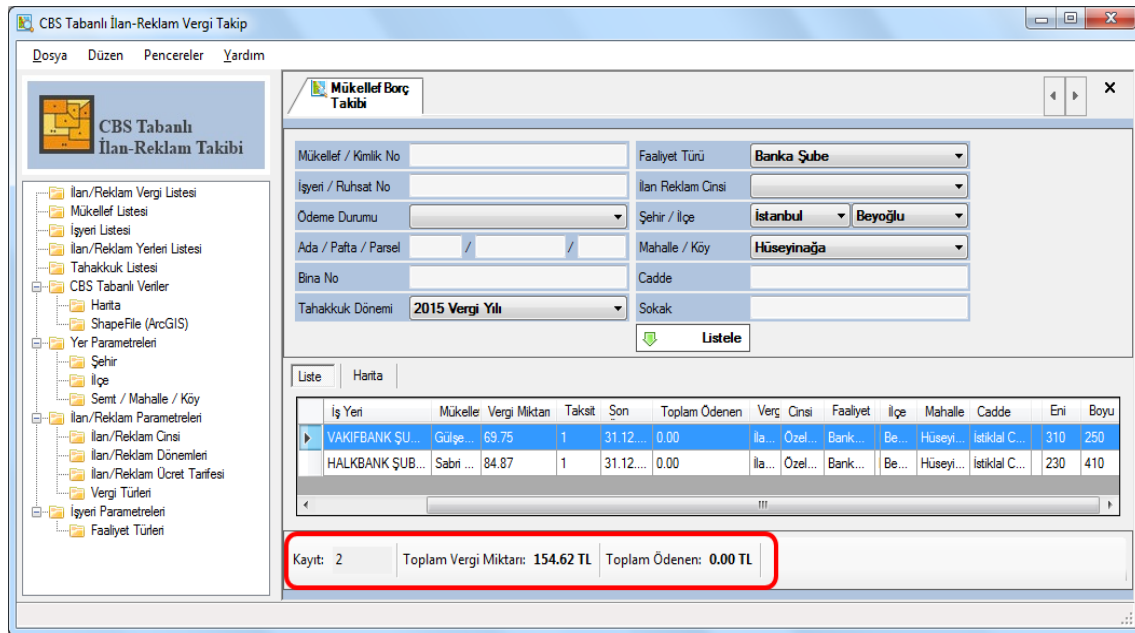 CBS Tabanlı İlan-Reklam Vergi Takip
Dosya Düzen Pencereler Yardım
CBS Tabanlı
İlan-Reklam Takibi
İlan/Reklam Vergi Listesi
Mükellef Listesi
İşyeri Listesi
İlan/Reklam Yerleri Listesi
Tahakkuk Listesi
CBS Tabanlı Veriler
Harita
ShapeFile (ArcGIS)
Yer Parametreleri
Şehir
İlçe
Semt / Mahalle / Köy
İlan/Reklam Parametreleri
İlan/Reklam Cinsi
İlan/Reklam Dönemleri
İlan/Reklam Ücret Tarifesi
Vergi Türleri
İşyeri Parametreleri
Faaliyet Türleri
Mükellef Borç
Takibi
Mükellef / Kimlik No Faaliyet Türü Banka Şube
İşyeri / Ruhsat No İlan Reklam Cinsi
Ödeme Durumu Şehir / İlçe İstanbul Beyoğlu
Ada / Pafta / Parsel / / Mahalle / Köy Hüseyinağa
Bina No Cadde
Tahakkuk Dönemi 2015 Vergi Yılı Sokak
Listele
Liste Harita
İş Yeri Mükelle Vergi Miktarı Taksit Son Toplam Ödenen Verg Cinsi Faaliyet İlçe Mahalle Cadde Eni Boyu
VAKIFBANK ŞU... Gülşe... 69.75 1 31.12.... 0.00 İla... Özel... Bank... Be... Hüseyi... İstiklal C... 310 250
HALKBANK ŞUB... Sabri ... 84.87 1 31.12.... 0.00 İla... Özel... Bank... Be... Hüseyi... İstiklal C... 230 410
Kayıt: 2 Toplam Vergi Miktarı: 154.62 TL Toplam Ödenen: 0.00 TL